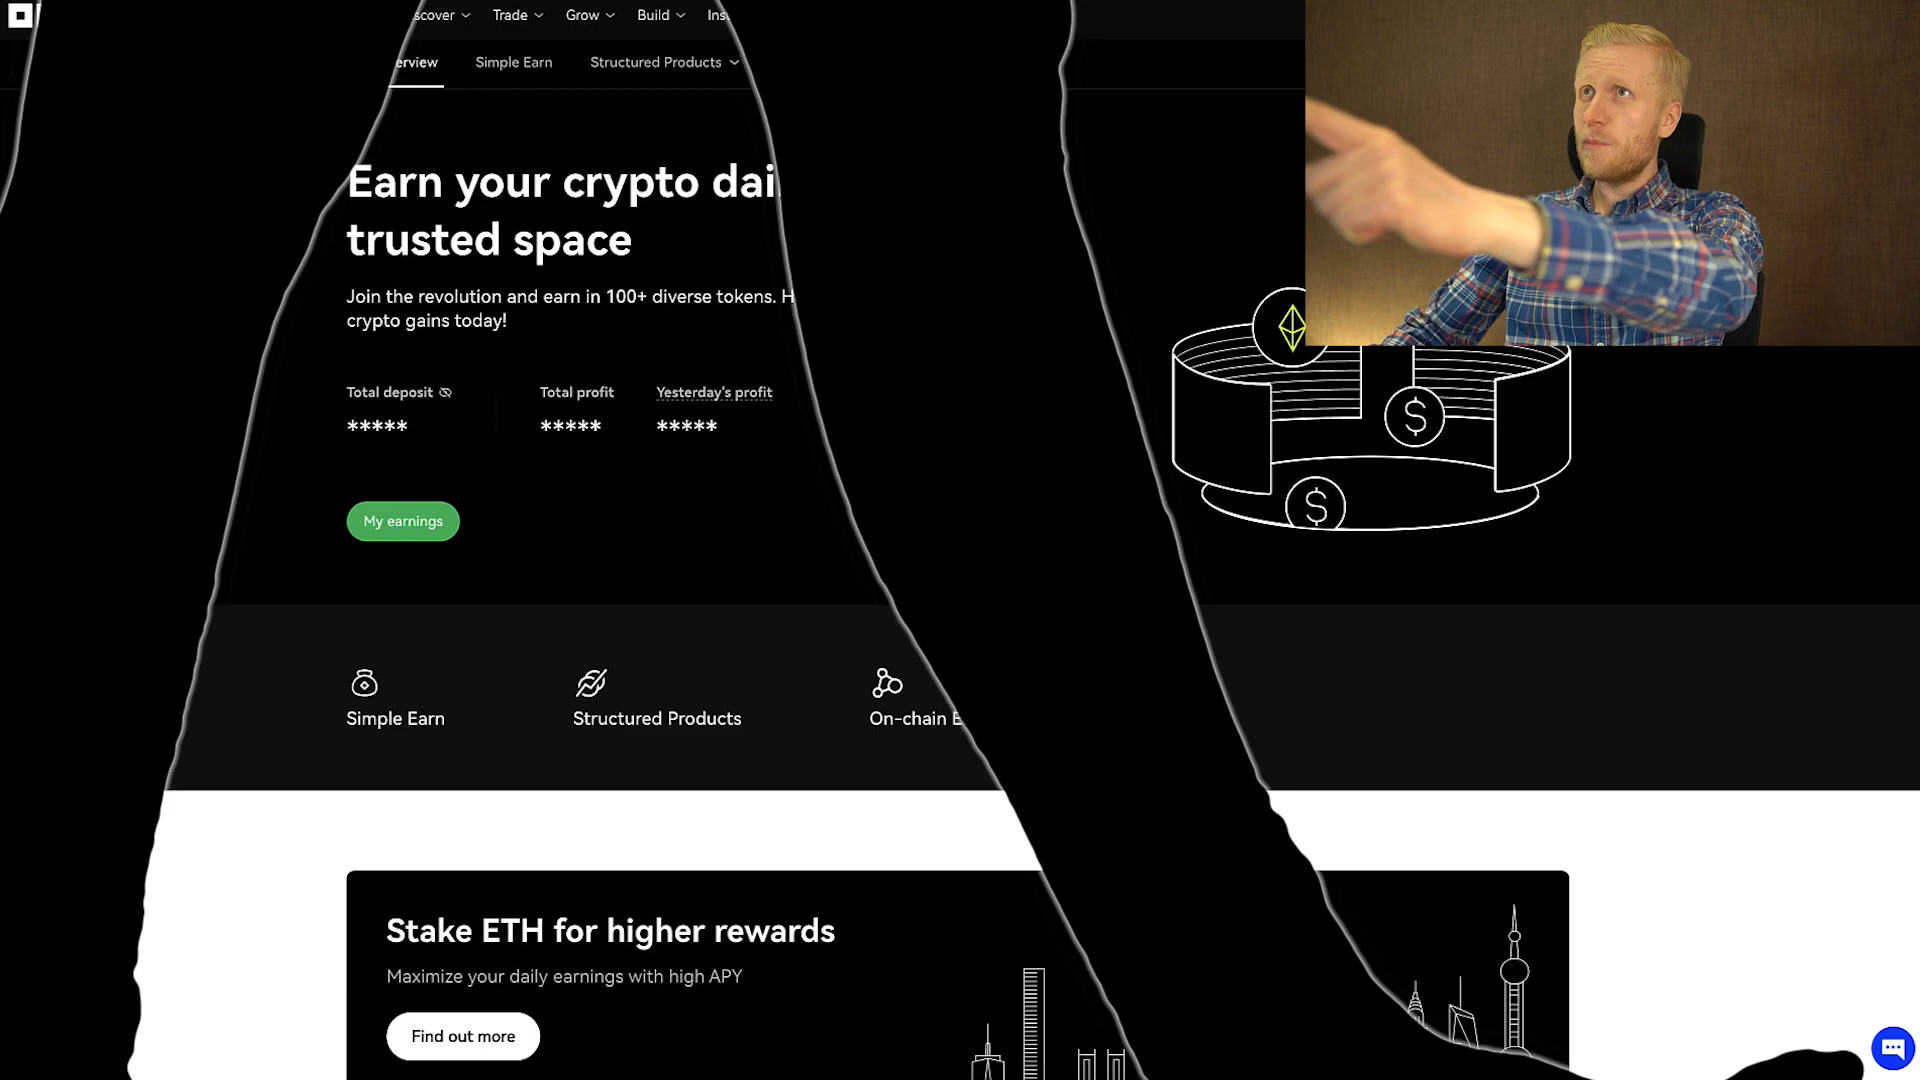 scover Trade Grow Build Ins
erview Simple Earn Structured Products
Earn your crypto dai
trusted space
Join the revolution and earn in 100+ diverse tokens. H
crypto gains today!
Total deposit Total profit Yesterday's profit
***** ***** *****
My earnings
Simple Earn Structured Products On-chain E
Stake ETH for higher rewards
Maximize your daily earnings with high APY
Find out more